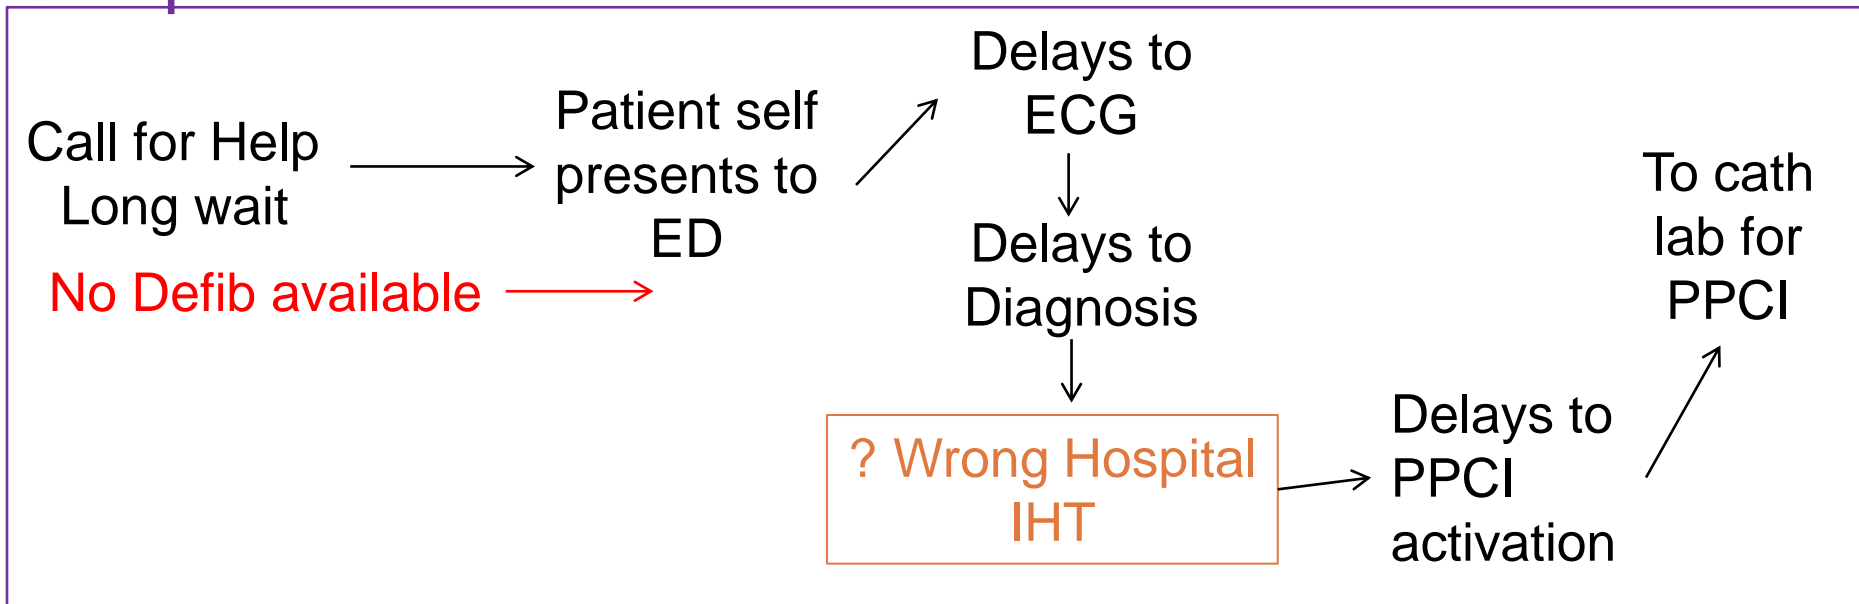 Call for Help
Long wait
No Defib available
Patient self
presents to
ED
Delays to
ECG
Delays to
Diagnosis
? Wrong Hospital
IHT
Delays to
PPCI
activation
To cath
lab for
PPCI